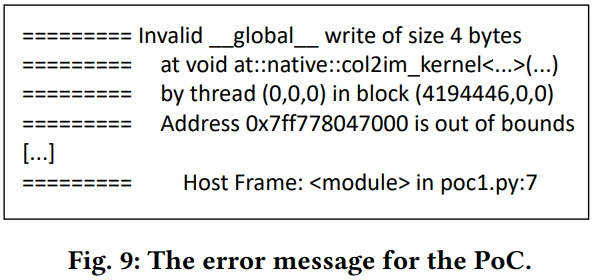 ========= Invalid __global__ write of size 4 bytes
========= at void at::native::col2im_kernel<...>(...)
========= by thread (0,0,0) in block (4194446,0,0)
========= Address 0x7ff778047000 is out of bounds
[...]
========= Host Frame: <module> in poc1.py:7
Fig. 9: The error message for the PoC.